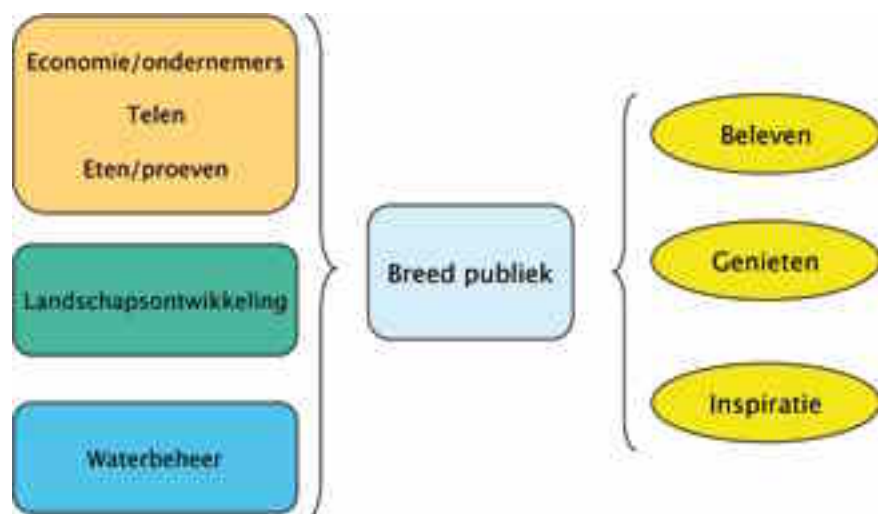 Economie/ondernemers
Telen
Eten/proeven
Landschapsontwikkeling
Waterbeheer
Breed publiek
Beleven
Genieten
Inspiratie